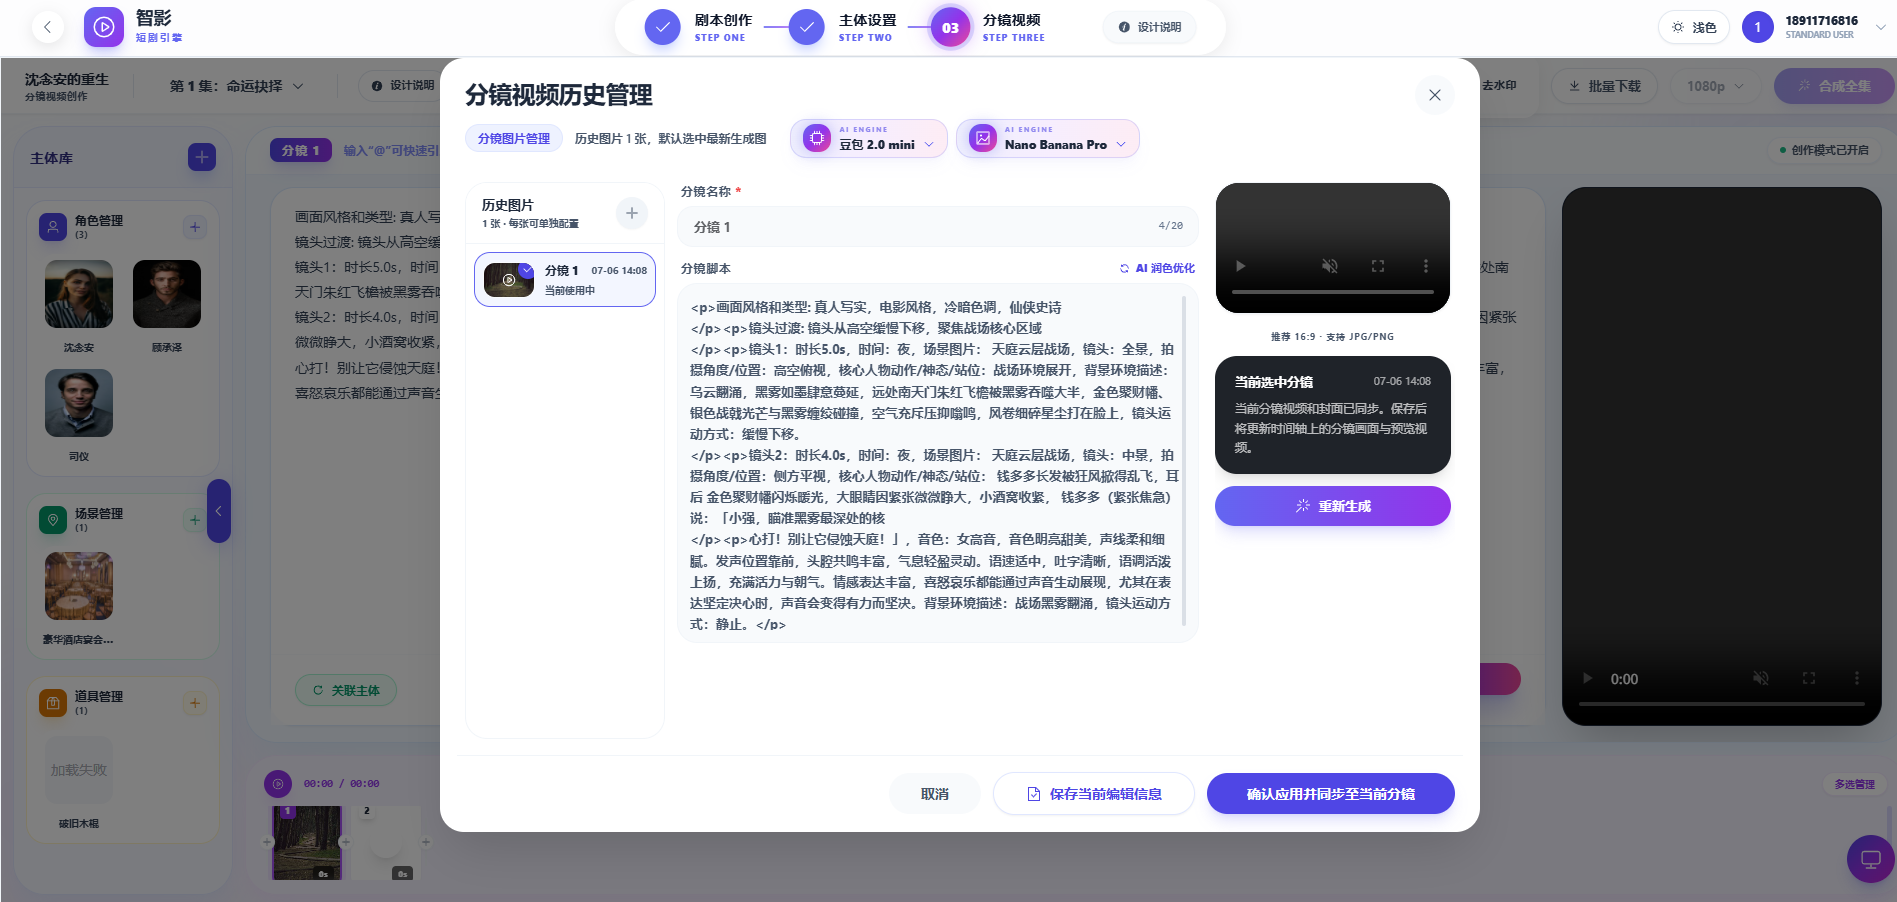 智影
短剧引擎
剧本创作
STEP ONE
主体设置
STEP TWO
03
分镜视频
STEP THREE
设计说明
浅色
1
18911716816
STANDARD USER
沈念安的重生
分镜视频创作
第 1 集：命运抉择
设计说明
去水印
批量下载
1080p
合成全集
主体库
角色管理
(3)
沈念安
顾承泽
司仪
场景管理
(1)
豪华酒店宴会...
道具管理
(1)
加载失败
破旧木棍
分镜 1
输入“@”可快速引
画面风格和类型: 真人写
镜头过渡: 镜头从高空缓
镜头1：时长5.0s，时间
天门朱红飞檐被黑雾吞噬
镜头2：时长4.0s，时间
微微睁大，小酒窝收紧，
心打！别让它侵蚀天庭！
喜怒哀乐都能通过声音生
关联主体
分镜视频历史管理
分镜图片管理
历史图片 1 张，默认选中最新生成图
AI ENGINE
豆包 2.0 mini
AI ENGINE
Nano Banana Pro
历史图片
1 张 · 每张可单独配置
分镜 1
07-06 14:08
当前使用中
分镜名称 *
分镜 1
4/20
分镜脚本
AI 润色优化
<p>画面风格和类型: 真人写实，电影风格，冷暗色调，仙侠史诗
</p><p>镜头过渡: 镜头从高空缓慢下移，聚焦战场核心区域
</p><p>镜头1：时长5.0s，时间：夜，场景图片： 天庭云层战场，镜头：全景，拍
摄角度/位置：高空俯视，核心人物动作/神态/站位：战场环境展开，背景环境描述：
乌云翻涌，黑雾如墨肆意蔓延，远处南天门朱红飞檐被黑雾吞噬大半，金色聚财幡、
银色战戟光芒与黑雾缠绞碰撞，空气充斥压抑嗡鸣，风卷细碎星尘打在脸上，镜头运
动方式：缓慢下移。
</p><p>镜头2：时长4.0s，时间：夜，场景图片： 天庭云层战场，镜头：中景，拍
摄角度/位置：侧方平视，核心人物动作/神态/站位： 钱多多长发被狂风掀得乱飞，耳
后 金色聚财幡闪烁暖光，大眼睛因紧张微微睁大，小酒窝收紧， 钱多多（紧张焦急）
说：「小强，瞄准黑雾最深处的核
</p><p>心打！别让它侵蚀天庭！」，音色：女高音，音色明亮甜美，声线柔和细
腻。发声位置靠前，头腔共鸣丰富，气息轻盈灵动。语速适中，吐字清晰，语调活泼
上扬，充满活力与朝气。情感表达丰富，喜怒哀乐都能通过声音生动展现，尤其在表
达坚定决心时，声音会变得有力而坚决。背景环境描述：战场黑雾翻涌，镜头运动方
式：静止。</p>
推荐 16:9 · 支持 JPG/PNG
当前选中分镜
07-06 14:08
当前分镜视频和封面已同步。保存后
将更新时间轴上的分镜画面与预览视
频。
重新生成
取消
保存当前编辑信息
确认应用并同步至当前分镜
创作模式已开启
处南
因紧张
丰富，
0:00
00:00 / 00:00
多选管理
1
0s
2
0s